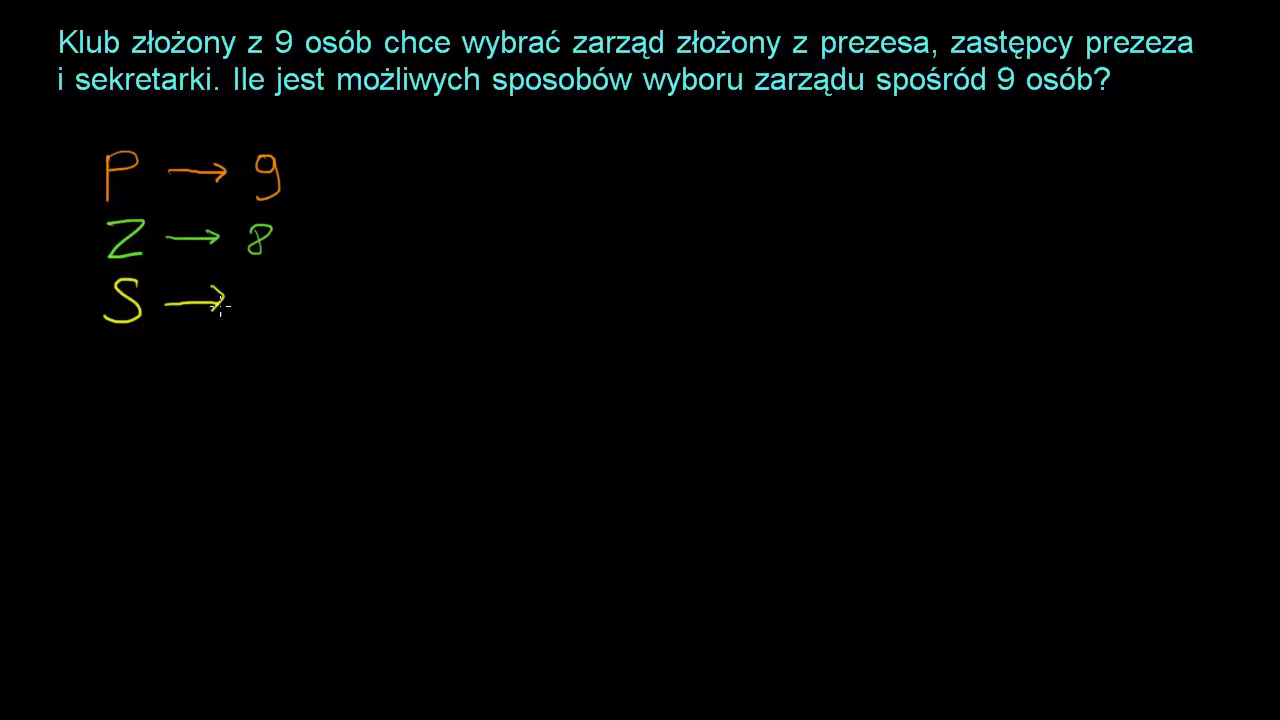 Klub złożony z 9 osób chce wybrać zarząd złożony z prezesa, zastępcy prezeza
i sekretarki. Ile jest możliwych sposobów wyboru zarządu spośród 9 osób?
P → 9
Z → 8
S →